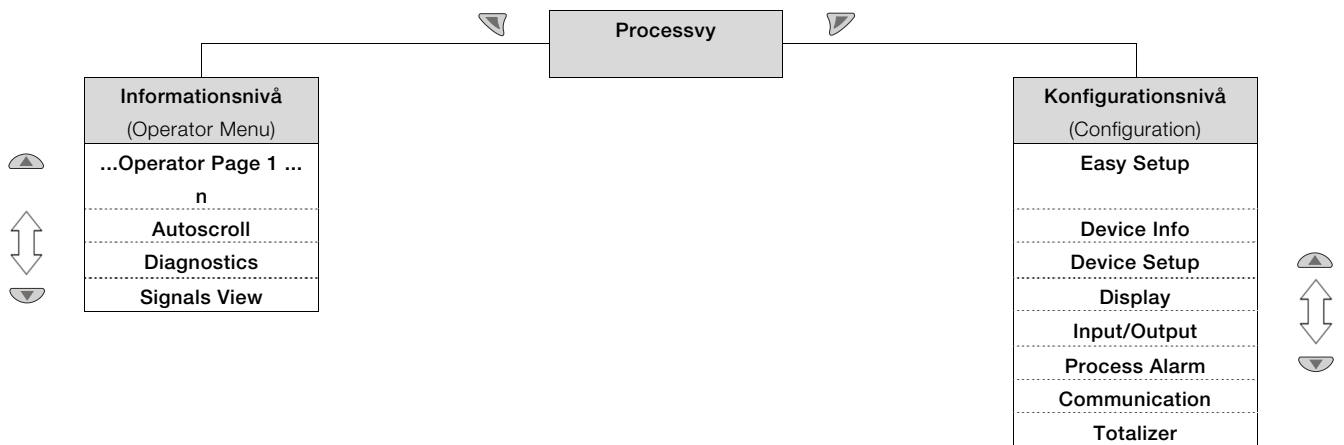 Processvy
Informationsnivå
(Operator Menu)
...Operator Page 1 ...
n
Autoscroll
Diagnostics
Signals View
Konfigurationsnivå
(Configuration)
Easy Setup
Device Info
Device Setup
Display
Input/Output
Process Alarm
Communication
Totalizer